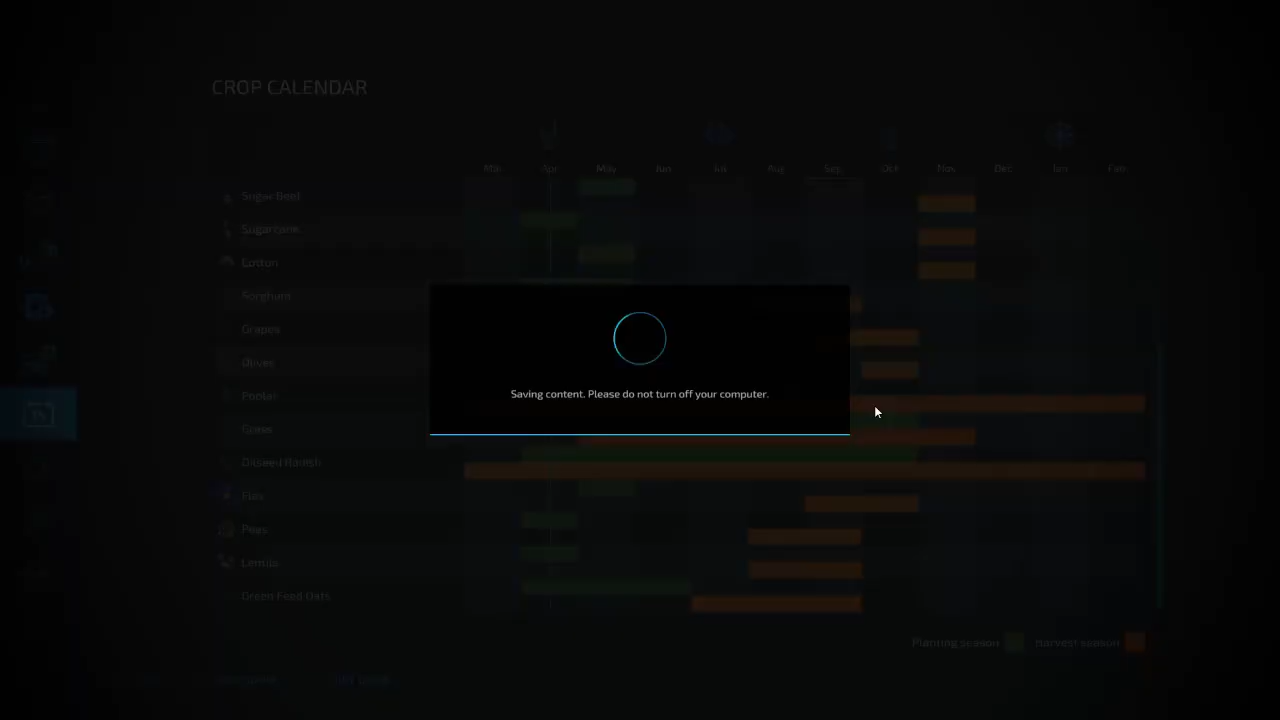 CROP CALENDAR
Mar Apr May Jun Jul Aug Sep Oct Nov Dec Jan Feb
Sugar Beet
Sugarcane
Cotton
Sorghum
Grapes
Olives
Poplar
Grass
Oilseed Radish
Flax
Peas
Lentils
Green Feed Oats
Saving content. Please do not turn off your computer.
Planting season Harvest season